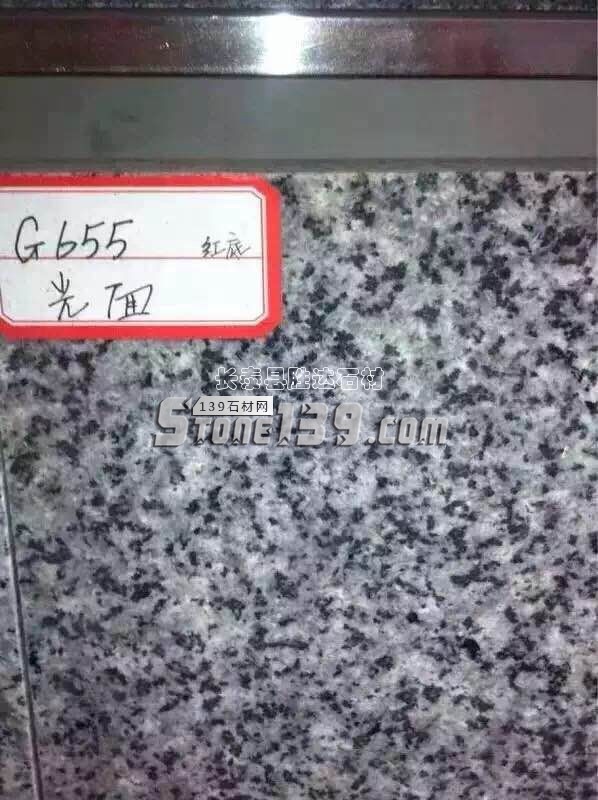 G655 红底
光面
长泰县胜达石材
139石材网
STONE139.com